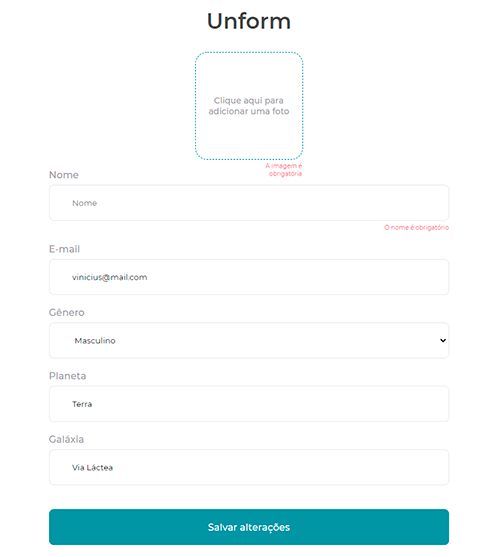 Unform
Clique aqui para
adicionar uma foto
A imagem é
obrigatória
Nome
Nome
O nome é obrigatório
E-mail
vinicius@mail.com
Gênero
Masculino
Planeta
Terra
Galáxia
Via Láctea
Salvar alterações